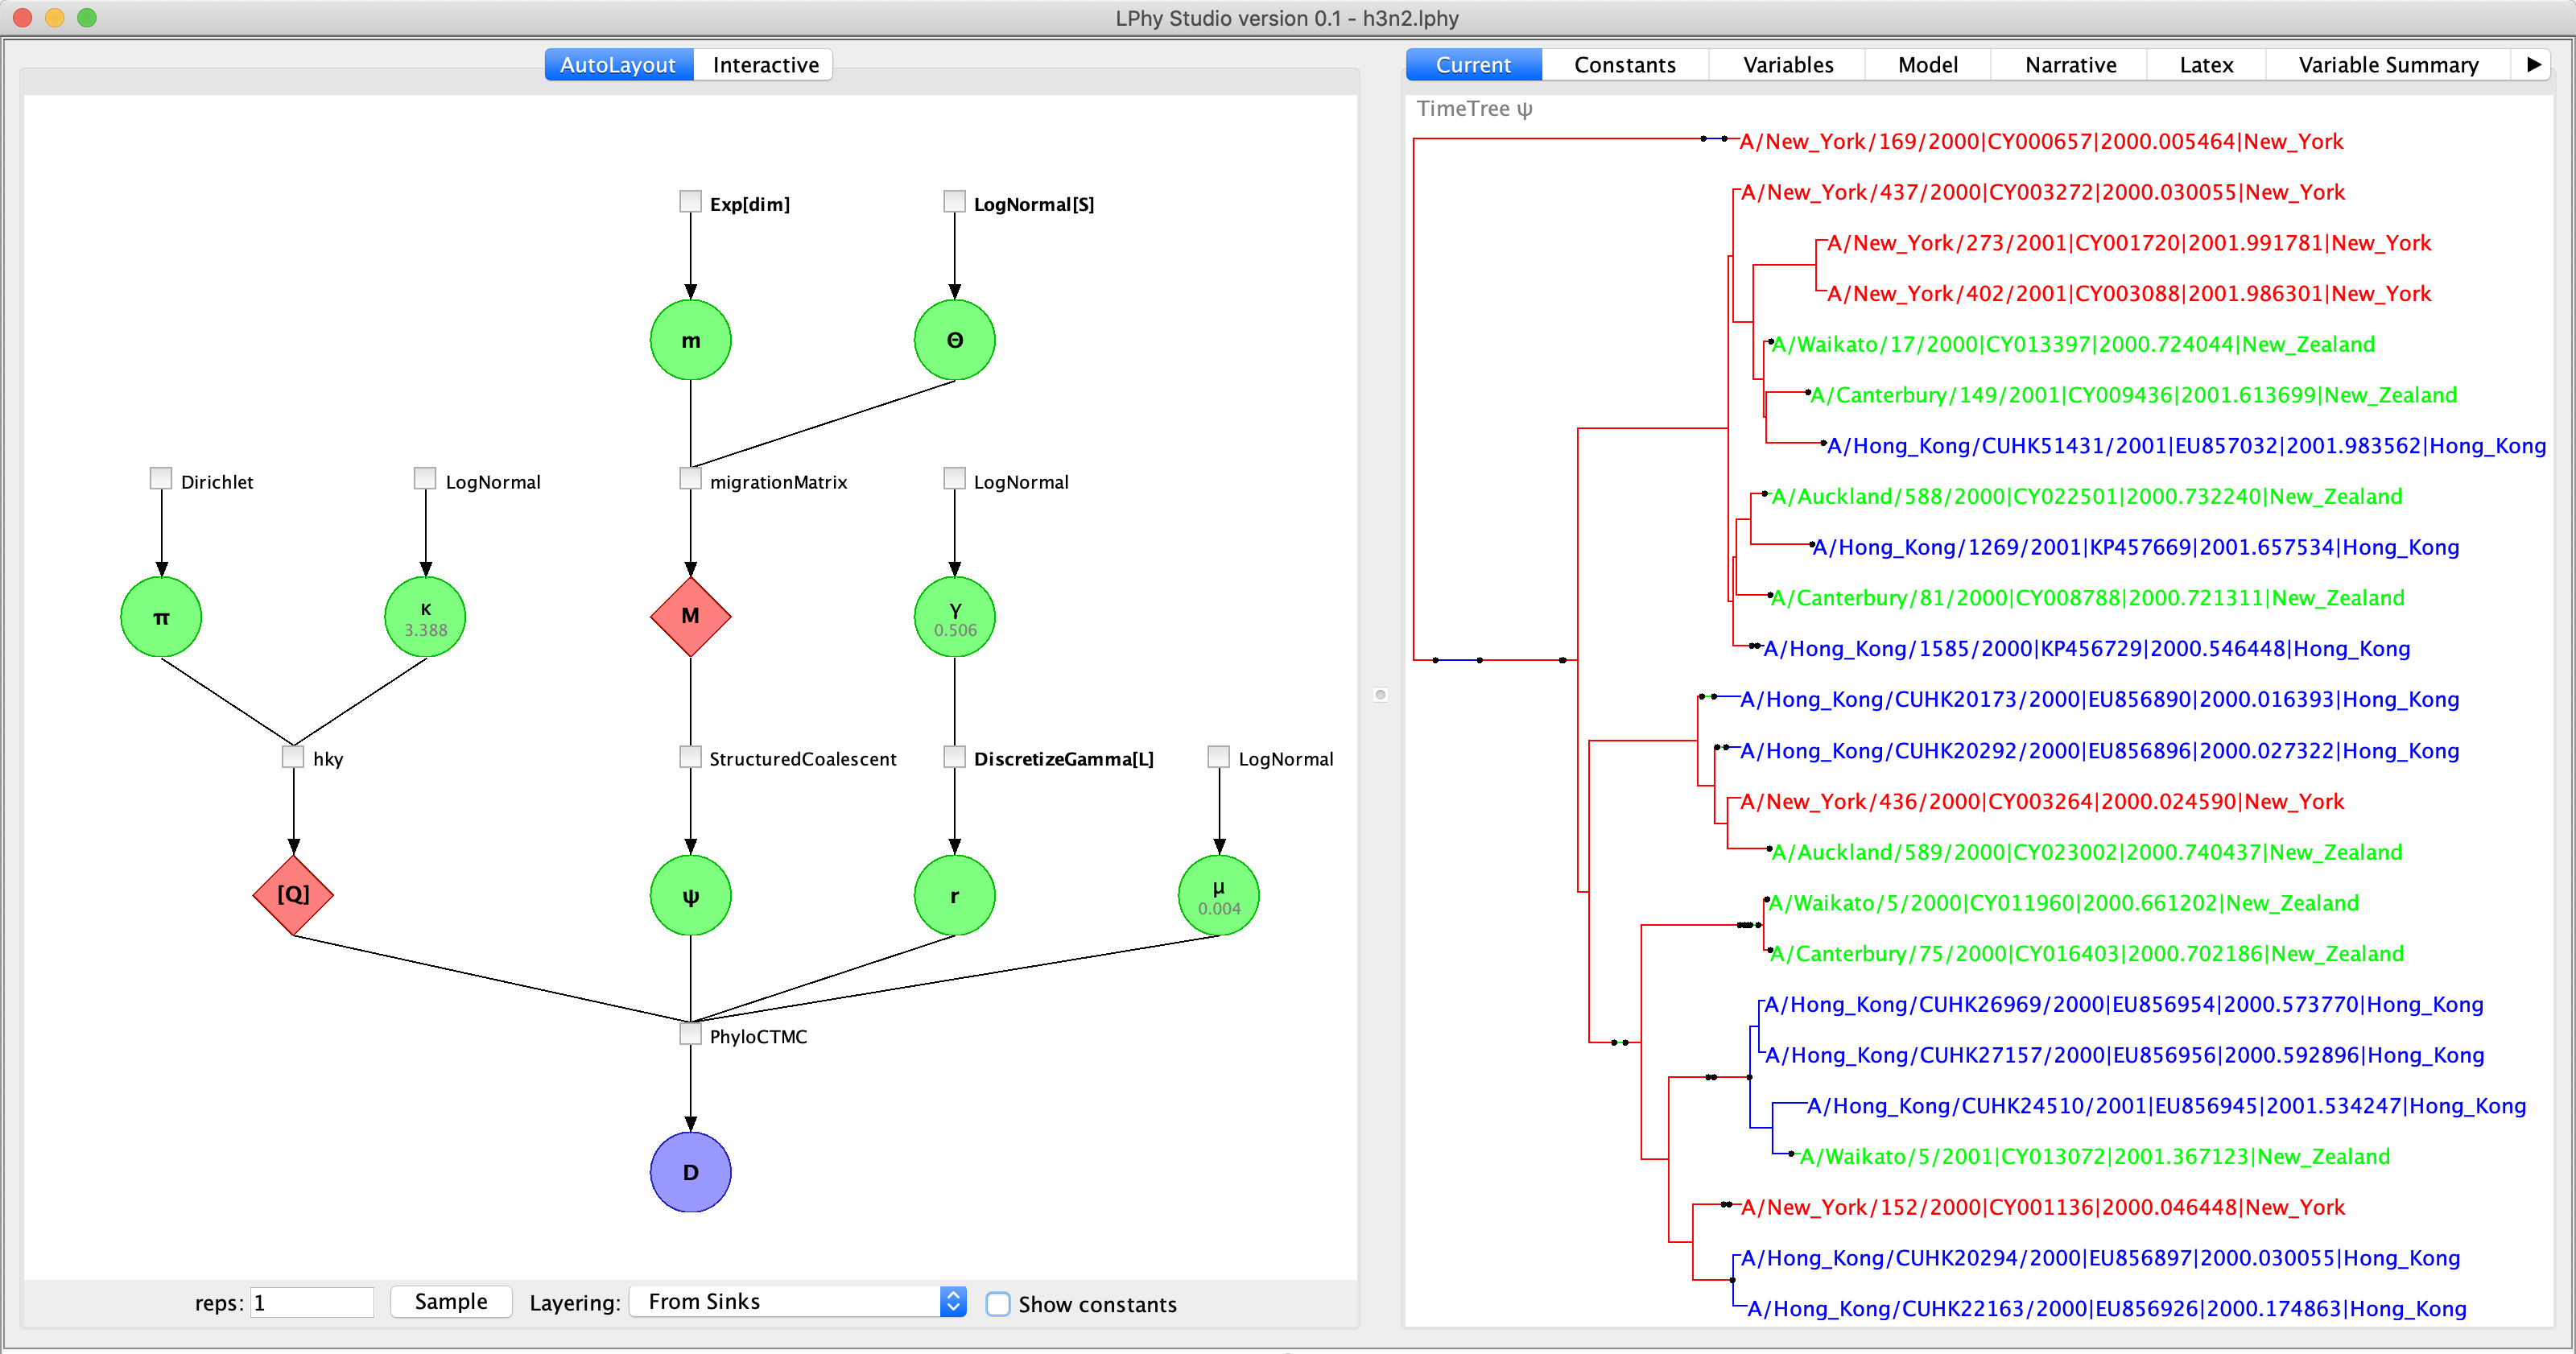 LPhy Studio version 0.1 - h3n2.lphy
AutoLayout Interactive
Exp[dim]
LogNormal[S]
m
Θ
Dirichlet
LogNormal
migrationMatrix
LogNormal
π
κ
3.388
M
γ
0.506
hky
StructuredCoalescent
DiscretizeGamma[L]
LogNormal
[Q]
ψ
r
μ
0.004
PhyloCTMC
D
reps: 1 Sample Layering: From Sinks Show constants
Current Constants Variables Model Narrative Latex Variable Summary
TimeTree ψ
A/New_York/169/2000|CY000657|2000.005464|New_York
A/New_York/437/2000|CY003272|2000.030055|New_York
A/New_York/273/2001|CY001720|2001.991781|New_York
A/New_York/402/2001|CY003088|2001.986301|New_York
A/Waikato/17/2000|CY013397|2000.724044|New_Zealand
A/Canterbury/149/2001|CY009436|2001.613699|New_Zealand
A/Hong_Kong/CUHK51431/2001|EU857032|2001.983562|Hong_Kong
A/Auckland/588/2000|CY022501|2000.732240|New_Zealand
A/Hong_Kong/1269/2001|KP457669|2001.657534|Hong_Kong
A/Canterbury/81/2000|CY008788|2000.721311|New_Zealand
A/Hong_Kong/1585/2000|KP456729|2000.546448|Hong_Kong
A/Hong_Kong/CUHK20173/2000|EU856890|2000.016393|Hong_Kong
A/Hong_Kong/CUHK20292/2000|EU856896|2000.027322|Hong_Kong
A/New_York/436/2000|CY003264|2000.024590|New_York
A/Auckland/589/2000|CY023002|2000.740437|New_Zealand
A/Waikato/5/2000|CY011960|2000.661202|New_Zealand
A/Canterbury/75/2000|CY016403|2000.702186|New_Zealand
A/Hong_Kong/CUHK26969/2000|EU856954|2000.573770|Hong_Kong
A/Hong_Kong/CUHK27157/2000|EU856956|2000.592896|Hong_Kong
A/Hong_Kong/CUHK24510/2001|EU856945|2001.534247|Hong_Kong
A/Waikato/5/2001|CY013072|2001.367123|New_Zealand
A/New_York/152/2000|CY001136|2000.046448|New_York
A/Hong_Kong/CUHK20294/2000|EU856897|2000.030055|Hong_Kong
A/Hong_Kong/CUHK22163/2000|EU856926|2000.174863|Hong_Kong